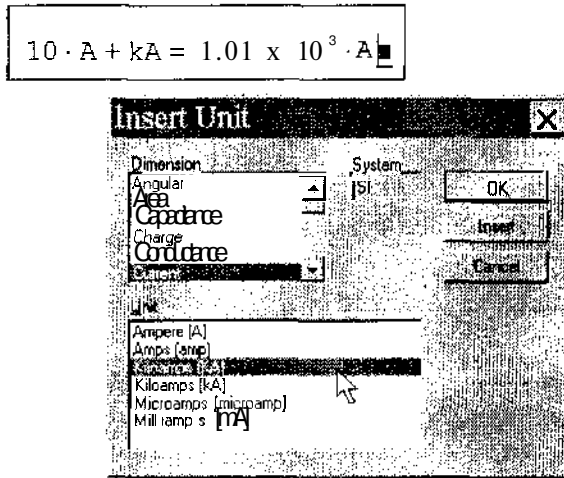 10 · A + kA = 1.01 x 10³ · A
Insert Unit
Dimension
System
Angular
Area
Capacitance
Charge
Conductance
Current
SI
OK
Insert
Cancel
Unit
Ampere [A]
Amps [amp]
Kiloamps [kA]
Microamps [microamp]
Milliamps [mA]